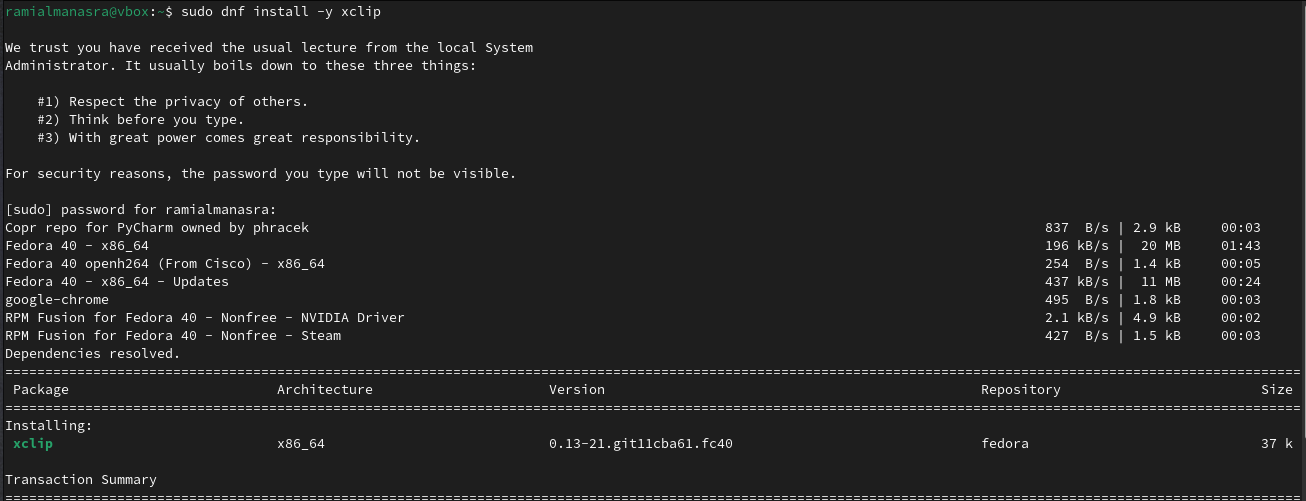 ramialmanasra@vbox:~$ sudo dnf install -y xclip
We trust you have received the usual lecture from the local System
Administrator. It usually boils down to these three things:
#1) Respect the privacy of others.
#2) Think before you type.
#3) With great power comes great responsibility.
For security reasons, the password you type will not be visible.
[sudo] password for ramialmanasra:
Copr repo for PyCharm owned by phracek 837 B/s | 2.9 kB 00:03
Fedora 40 - x86_64 196 kB/s | 20 MB 01:43
Fedora 40 openh264 (From Cisco) - x86_64 254 B/s | 1.4 kB 00:05
Fedora 40 - x86_64 - Updates 437 kB/s | 11 MB 00:24
google-chrome 495 B/s | 1.8 kB 00:03
RPM Fusion for Fedora 40 - Nonfree - NVIDIA Driver 2.1 kB/s | 4.9 kB 00:02
RPM Fusion for Fedora 40 - Nonfree - Steam 427 B/s | 1.5 kB 00:03
Dependencies resolved.
Package Architecture Version Repository Size
Installing:
xclip x86_64 0.13-21.git11cba61.fc40 fedora 37 k
Transaction Summary